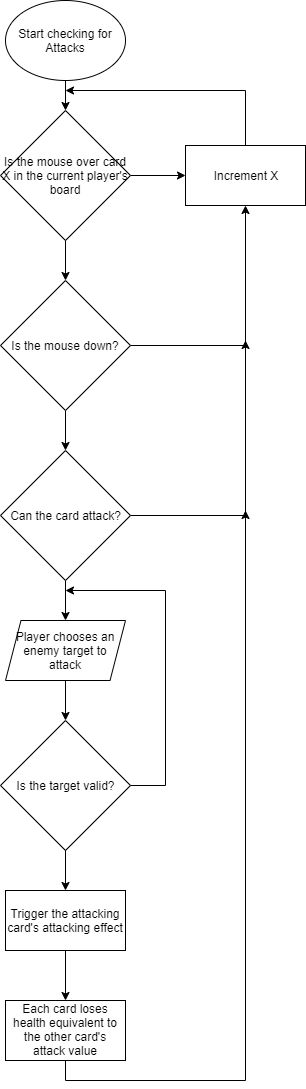 Start checking for
Attacks
Is the mouse over card
X in the current player's
board
Increment X
Is the mouse down?
Can the card attack?
Player chooses an
enemy target to
attack
Is the target valid?
Trigger the attacking
card's attacking effect
Each card loses
health equivalent to
the other card's
attack value